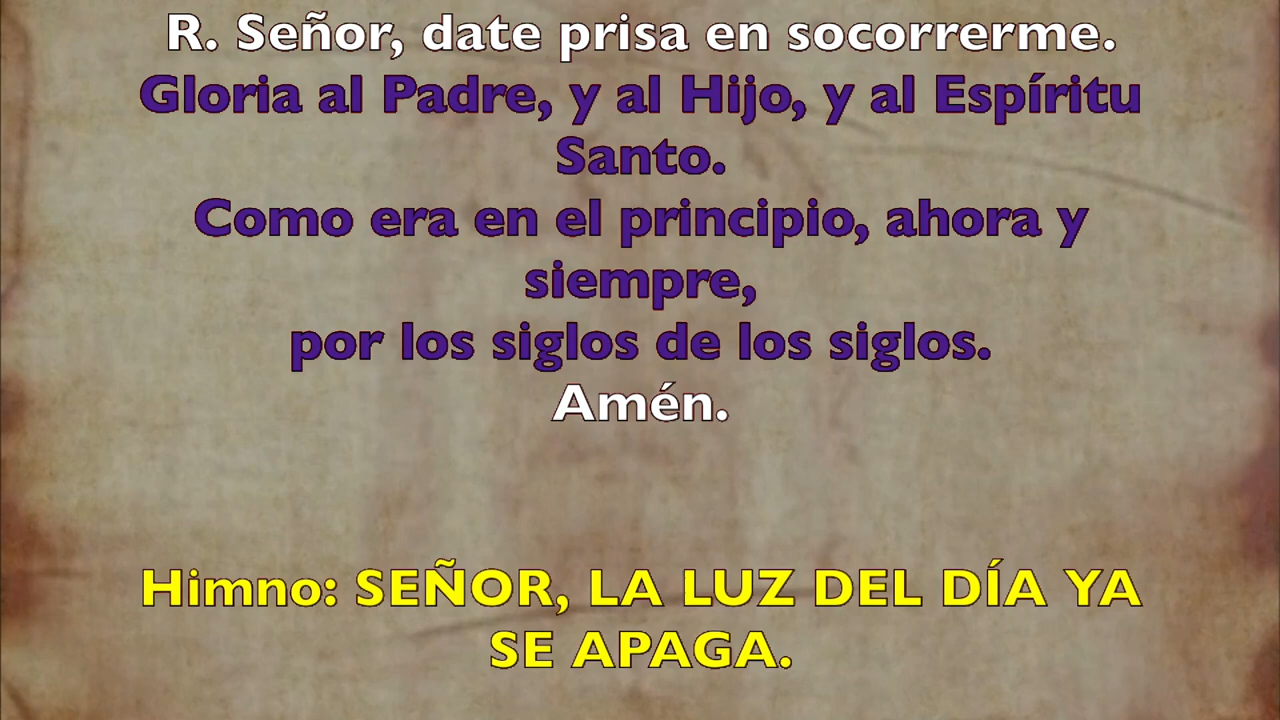 R. Señor, date prisa en socorrerme.
Gloria al Padre, y al Hijo, y al Espíritu
Santo.
Como era en el principio, ahora y
siempre,
por los siglos de los siglos.
Amén.
Himno: SEÑOR, LA LUZ DEL DÍA YA
SE APAGA.